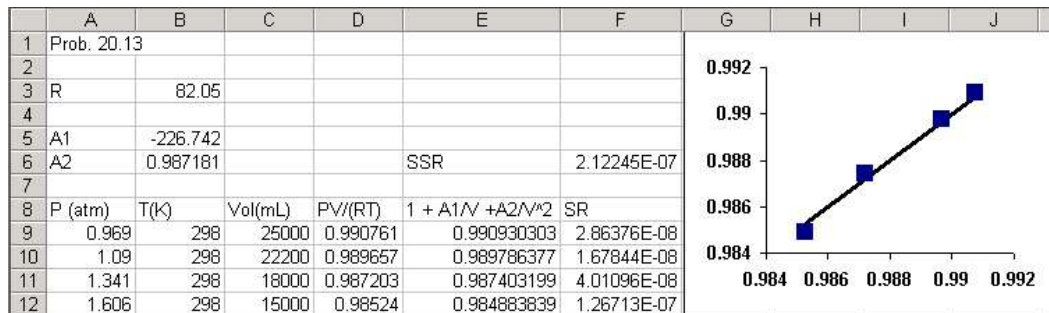 A B C D E F G H I J
1 Prob. 20.13
2
3 R 82.05
4
5 A1 -226.742
6 A2 0.987181 SSR 2.12245E-07
7
8 P (atm) T(K) Vol(mL) PV/(RT) 1 + A1/V +A2/V^2 SR
9 0.969 298 25000 0.990761 0.990930303 2.86376E-08
10 1.09 298 22200 0.989657 0.989786377 1.67844E-08
11 1.341 298 18000 0.987203 0.987403199 4.01096E-08
12 1.606 298 15000 0.98524 0.984883839 1.26713E-07
0.992
0.99
0.988
0.986
0.984
0.984 0.986 0.988 0.99 0.992